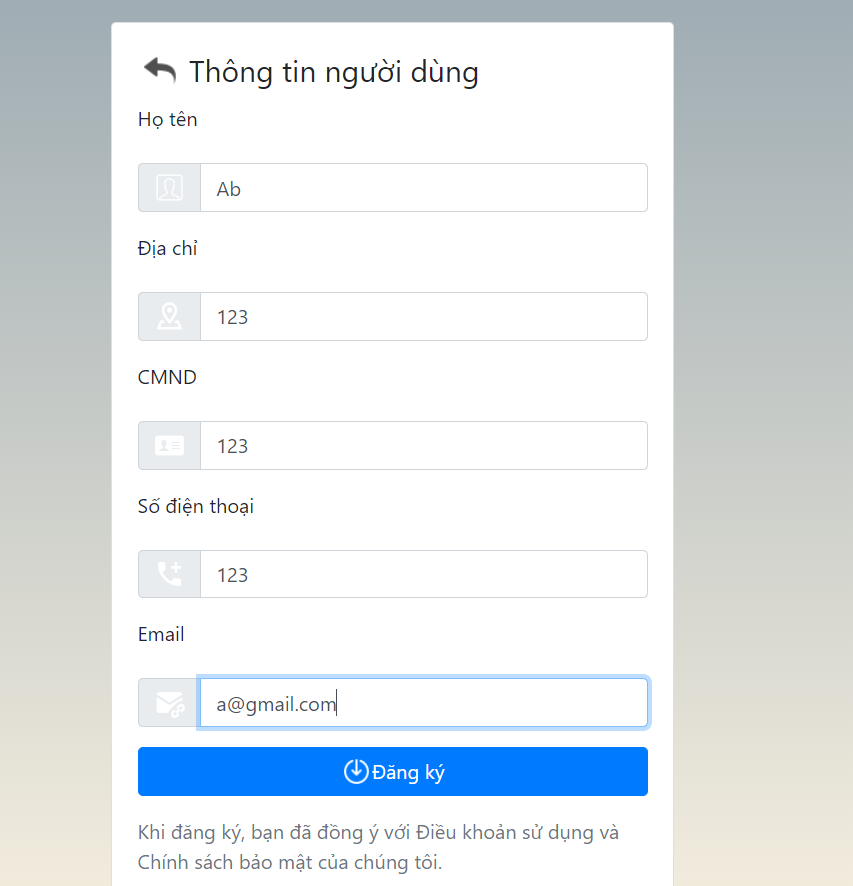 Thông tin người dùng
Họ tên
Ab
Địa chỉ
123
CMND
123
Số điện thoại
123
Email
a@gmail.com
Đăng ký
Khi đăng ký, bạn đã đồng ý với Điều khoản sử dụng và
Chính sách bảo mật của chúng tôi.